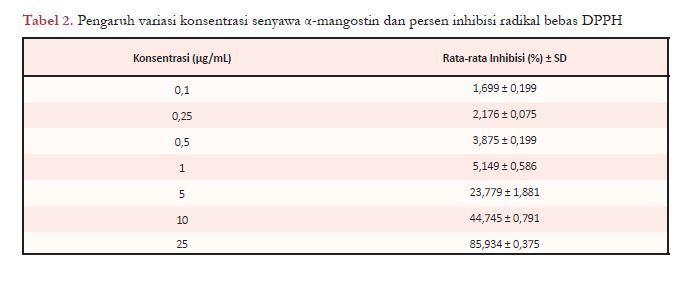 Tabel 2. Pengaruh variasi konsentrasi senyawa α-mangostin dan persen inhibisi radikal bebas DPPH
Konsentrasi (µg/mL) Rata-rata Inhibisi (%) ± SD
0,1 1,699 ± 0,199
0,25 2,176 ± 0,075
0,5 3,875 ± 0,199
1 5,149 ± 0,586
5 23,779 ± 1,881
10 44,745 ± 0,791
25 85,934 ± 0,375